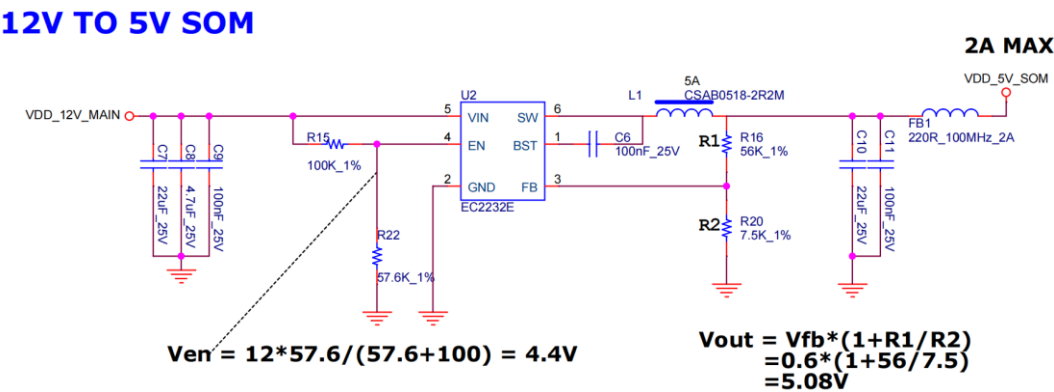 12V TO 5V SOM
2A MAX
VDD_5V_SOM
VDD_12V_MAIN
U2
5 VIN SW 6
4 EN BST 1
2 GND FB 3
EC2232E
L1
5A
CSAB0518-2R2M
C6
100nF_25V
R15
100K_1%
R22
57.6K_1%
R1
R16
56K_1%
R2
R20
7.5K_1%
FB1
220R_100MHz_2A
C7
22uF_25V
C8
4.7uF_25V
C9
100nF_25V
C10
22uF_25V
C11
100nF_25V
Ven = 12*57.6/(57.6+100) = 4.4V
Vout = Vfb*(1+R1/R2)
=0.6*(1+56/7.5)
=5.08V